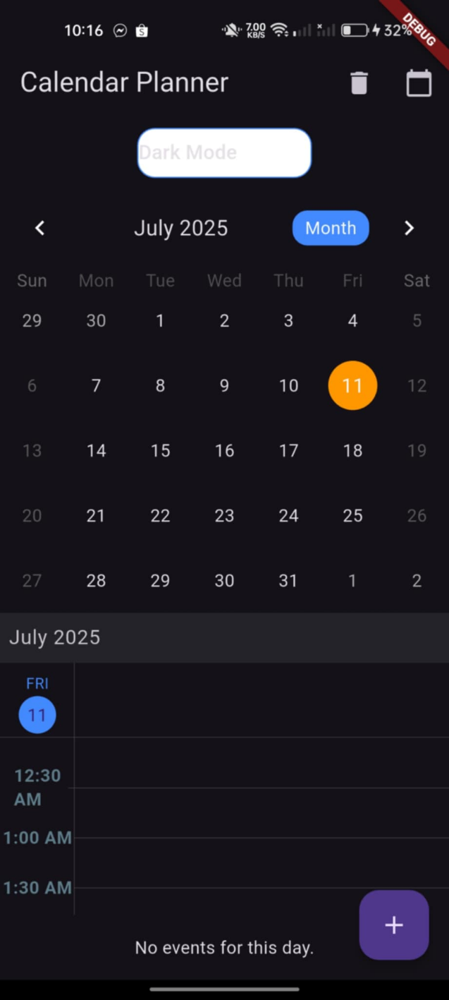 10:16 S 7.00 KB/S 32%
DEBUG
Calendar Planner
Dark Mode
July 2025 Month
Sun Mon Tue Wed Thu Fri Sat
29 30 1 2 3 4 5
6 7 8 9 10 11 12
13 14 15 16 17 18 19
20 21 22 23 24 25 26
27 28 29 30 31 1 2
July 2025
FRI
11
12:30
AM
1:00 AM
1:30 AM
No events for this day.